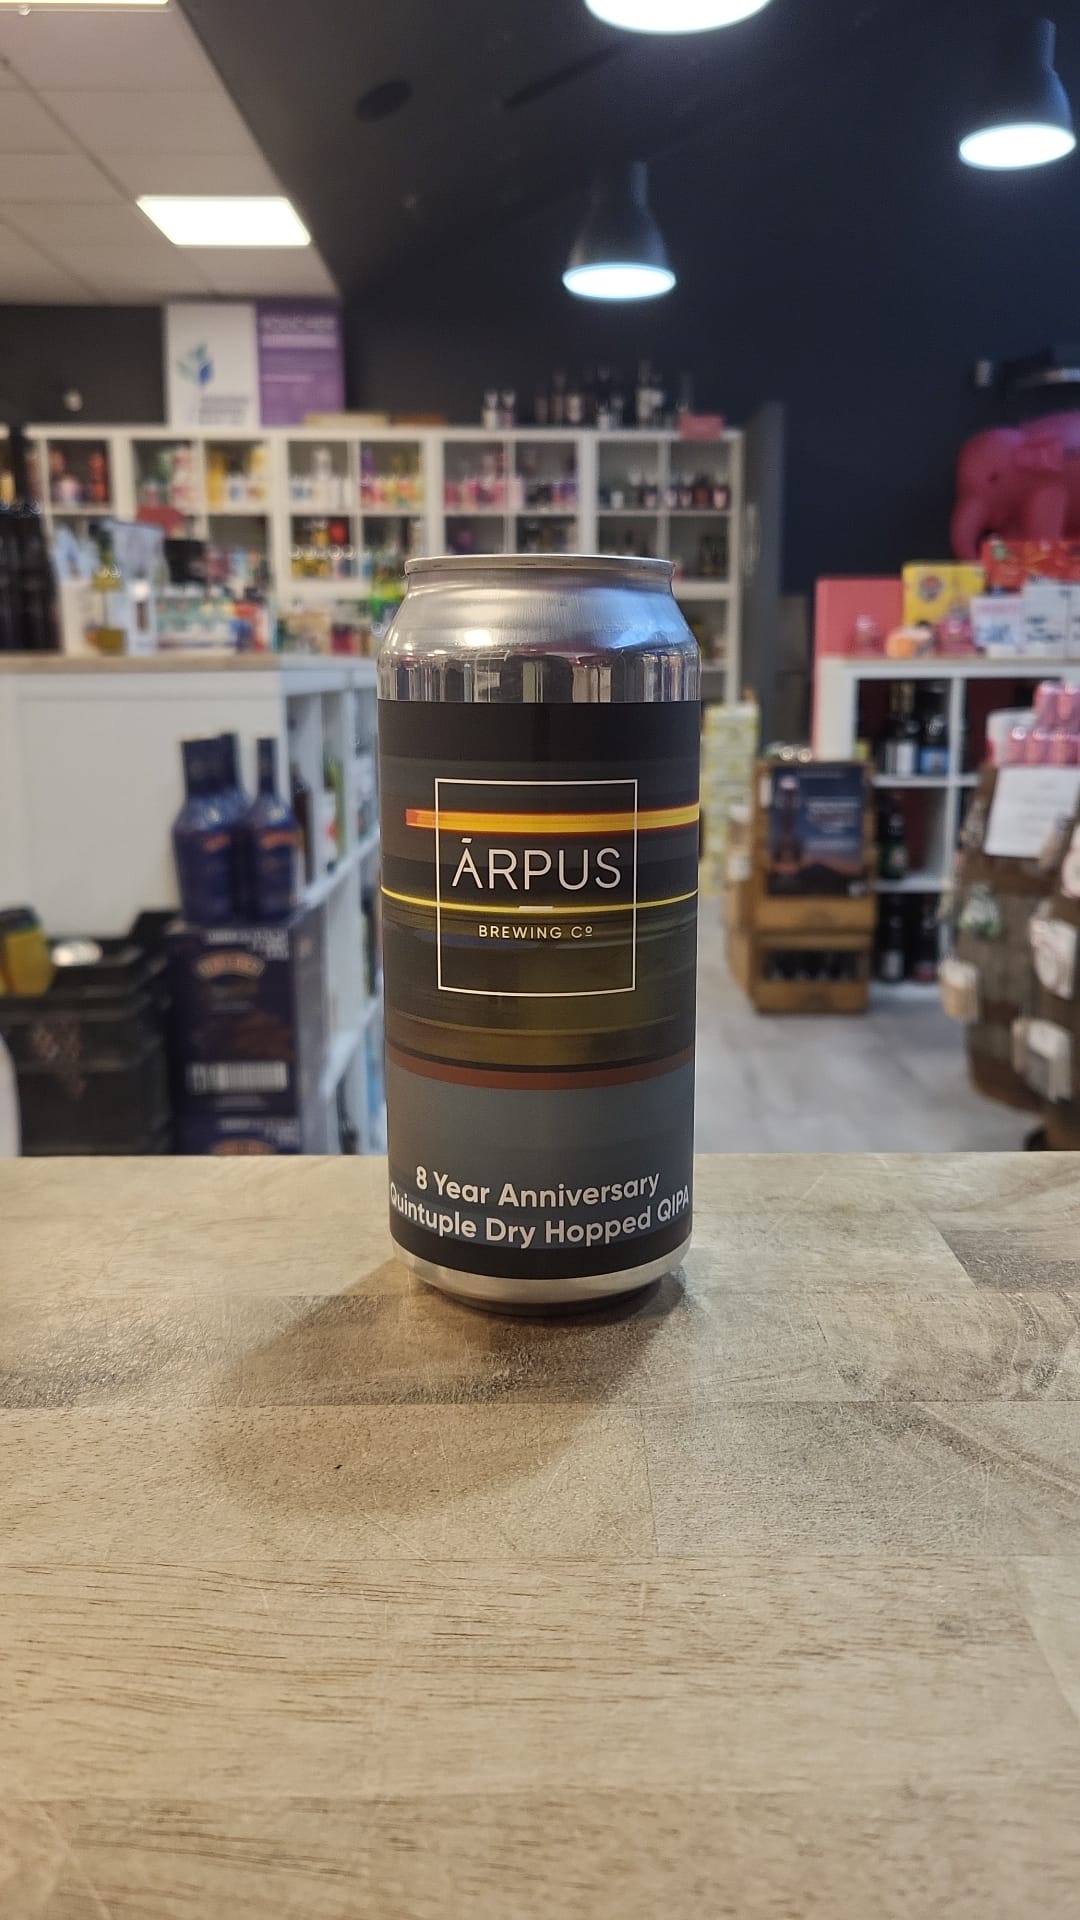 ĀRPUS
BREWING Cº
8 Year Anniversary
Quintuple Dry Hopped QIPA